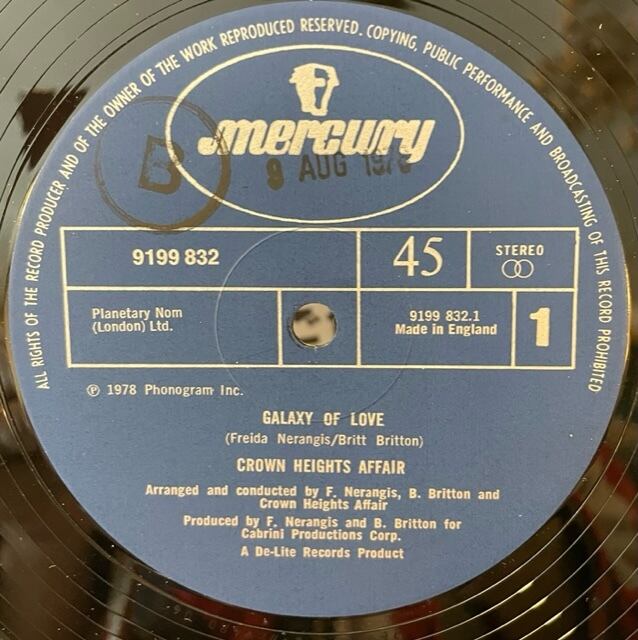 ALL RIGHTS OF THE RECORD PRODUCER AND OF THE OWNER OF THE WORK REPRODUCED RESERVED. COPYING, PUBLIC PERFORMANCE AND BROADCASTING OF THIS RECORD PROHIBITED
mercury
B
9 AUG 1978
9199 832
45
STEREO
Planetary Nom
(London) Ltd.
9199 832.1
Made in England
1
℗ 1978 Phonogram Inc.
GALAXY OF LOVE
(Freida Nerangis/Britt Britton)
CROWN HEIGHTS AFFAIR
Arranged and conducted by F. Nerangis, B. Britton and
Crown Heights Affair
Produced by F. Nerangis and B. Britton for
Cabrini Productions Corp.
A De-Lite Records Product